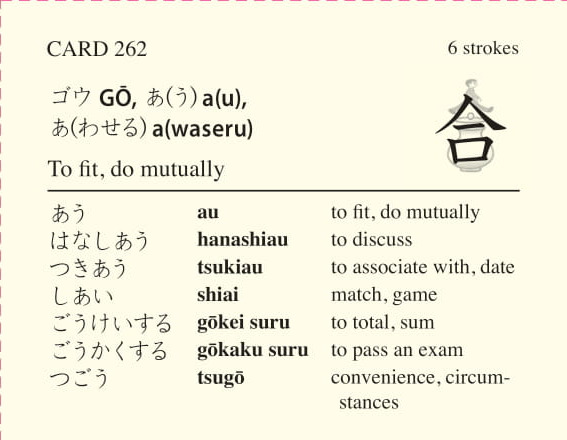 CARD 262 6 strokes
ゴウ GŌ, あ(う) a(u),
あ(わせる) a(waseru)
合
To fit, do mutually
あう au to fit, do mutually
はなしあう hanashiau to discuss
つきあう tsukiau to associate with, date
しあい shiai match, game
ごうけいする gōkei suru to total, sum
ごうかくする gōkaku suru to pass an exam
つごう tsugō convenience, circum-
stances